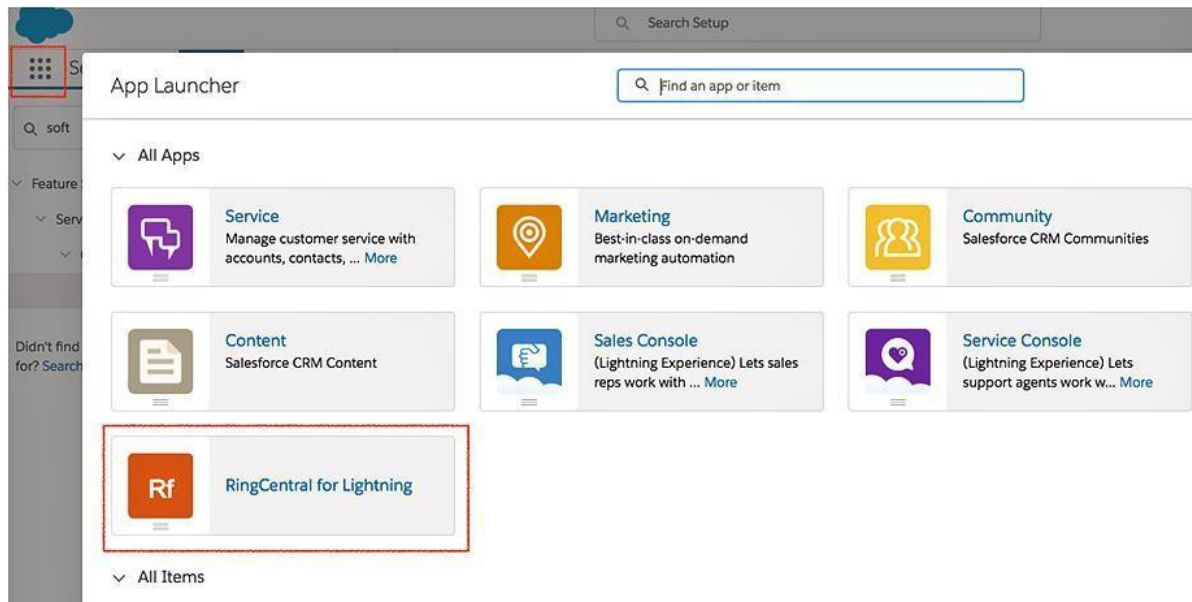 Search Setup
Se
App Launcher
Find an app or item
soft
All Apps
Feature
Service
Manage customer service with
accounts, contacts, ... More
Marketing
Best-in-class on-demand
marketing automation
Community
Salesforce CRM Communities
Serv
Content
Salesforce CRM Content
Sales Console
(Lightning Experience) Lets sales
reps work with ... More
Service Console
(Lightning Experience) Lets
support agents work w... More
Didn't find
for? Search
Rf
RingCentral for Lightning
All Items